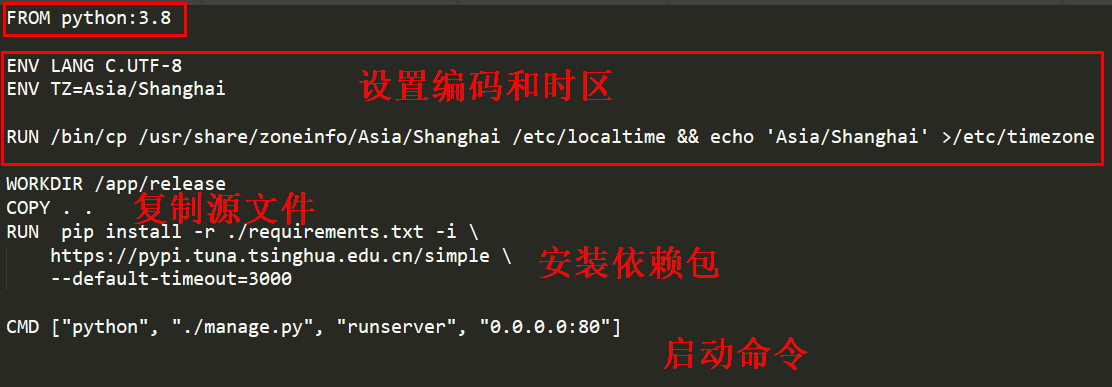 FROM python:3.8
ENV LANG C.UTF-8
ENV TZ=Asia/Shanghai
设置编码和时区
RUN /bin/cp /usr/share/zoneinfo/Asia/Shanghai /etc/localtime && echo 'Asia/Shanghai' >/etc/timezone
WORKDIR /app/release
COPY . .
复制源文件
RUN  pip install -r ./requirements.txt -i \
https://pypi.tuna.tsinghua.edu.cn/simple \
安装依赖包
--default-timeout=3000
CMD ["python", "./manage.py", "runserver", "0.0.0.0:80"]
启动命令